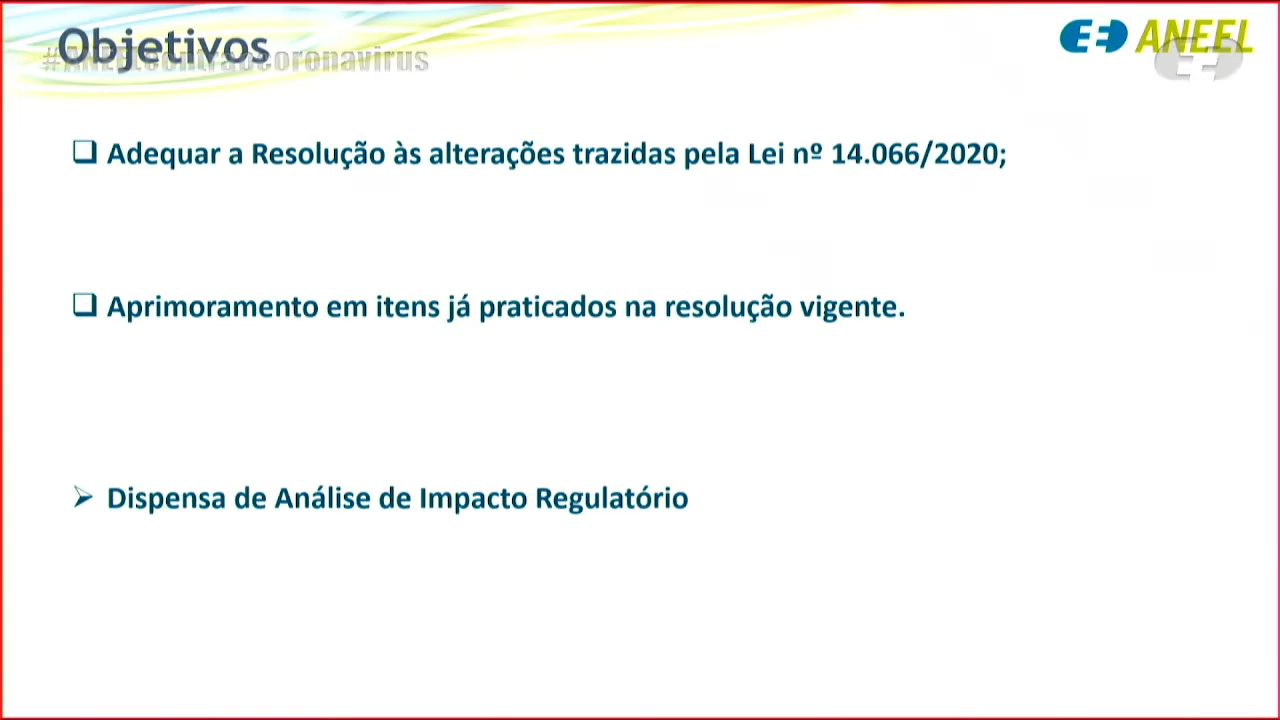 Objetivos
#ANEELcontraocoronavirus
ANEEL
Adequar a Resolução às alterações trazidas pela Lei nº 14.066/2020;
Aprimoramento em itens já praticados na resolução vigente.
Dispensa de Análise de Impacto Regulatório